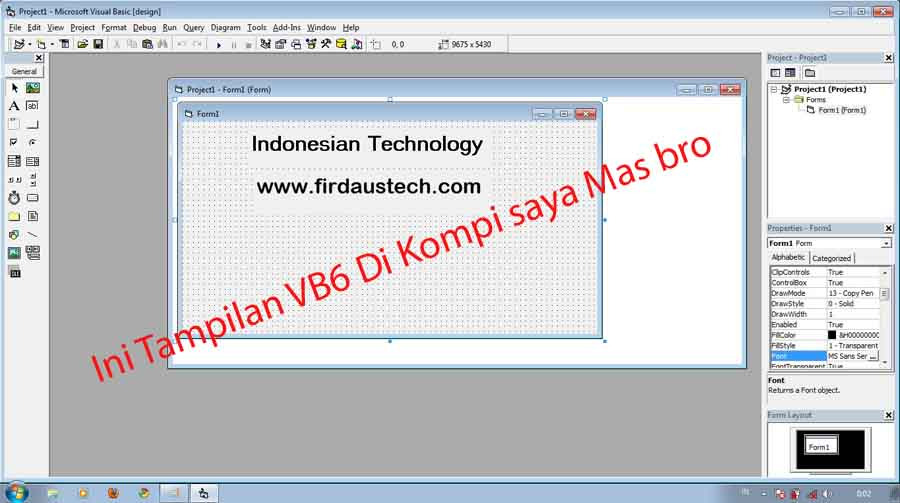 Project1 - Microsoft Visual Basic [design]
File Edit View Project Format Debug Run Query Diagram Tools Add-Ins Window Help
0, 0 9675 x 5430
General
Project1 - Form1 (Form)
Form1
Indonesian Technology
www.firdaustech.com
Ini Tampilan VB6 Di Kompi saya Mas bro
Project - Project1
Project1 (Project1)
Forms
Form1 (Form1)
Properties - Form1
Form1 Form
Alphabetic Categorized
ClipControls True
ControlBox True
DrawMode 13 - Copy Pen
DrawStyle 0 - Solid
DrawWidth 1
Enabled True
FillColor &H00000000
FillStyle 1 - Transparent
Font MS Sans Ser ...
FontTransparent True
Font
Returns a Font object.
Form Layout
Form1
IN
0:02